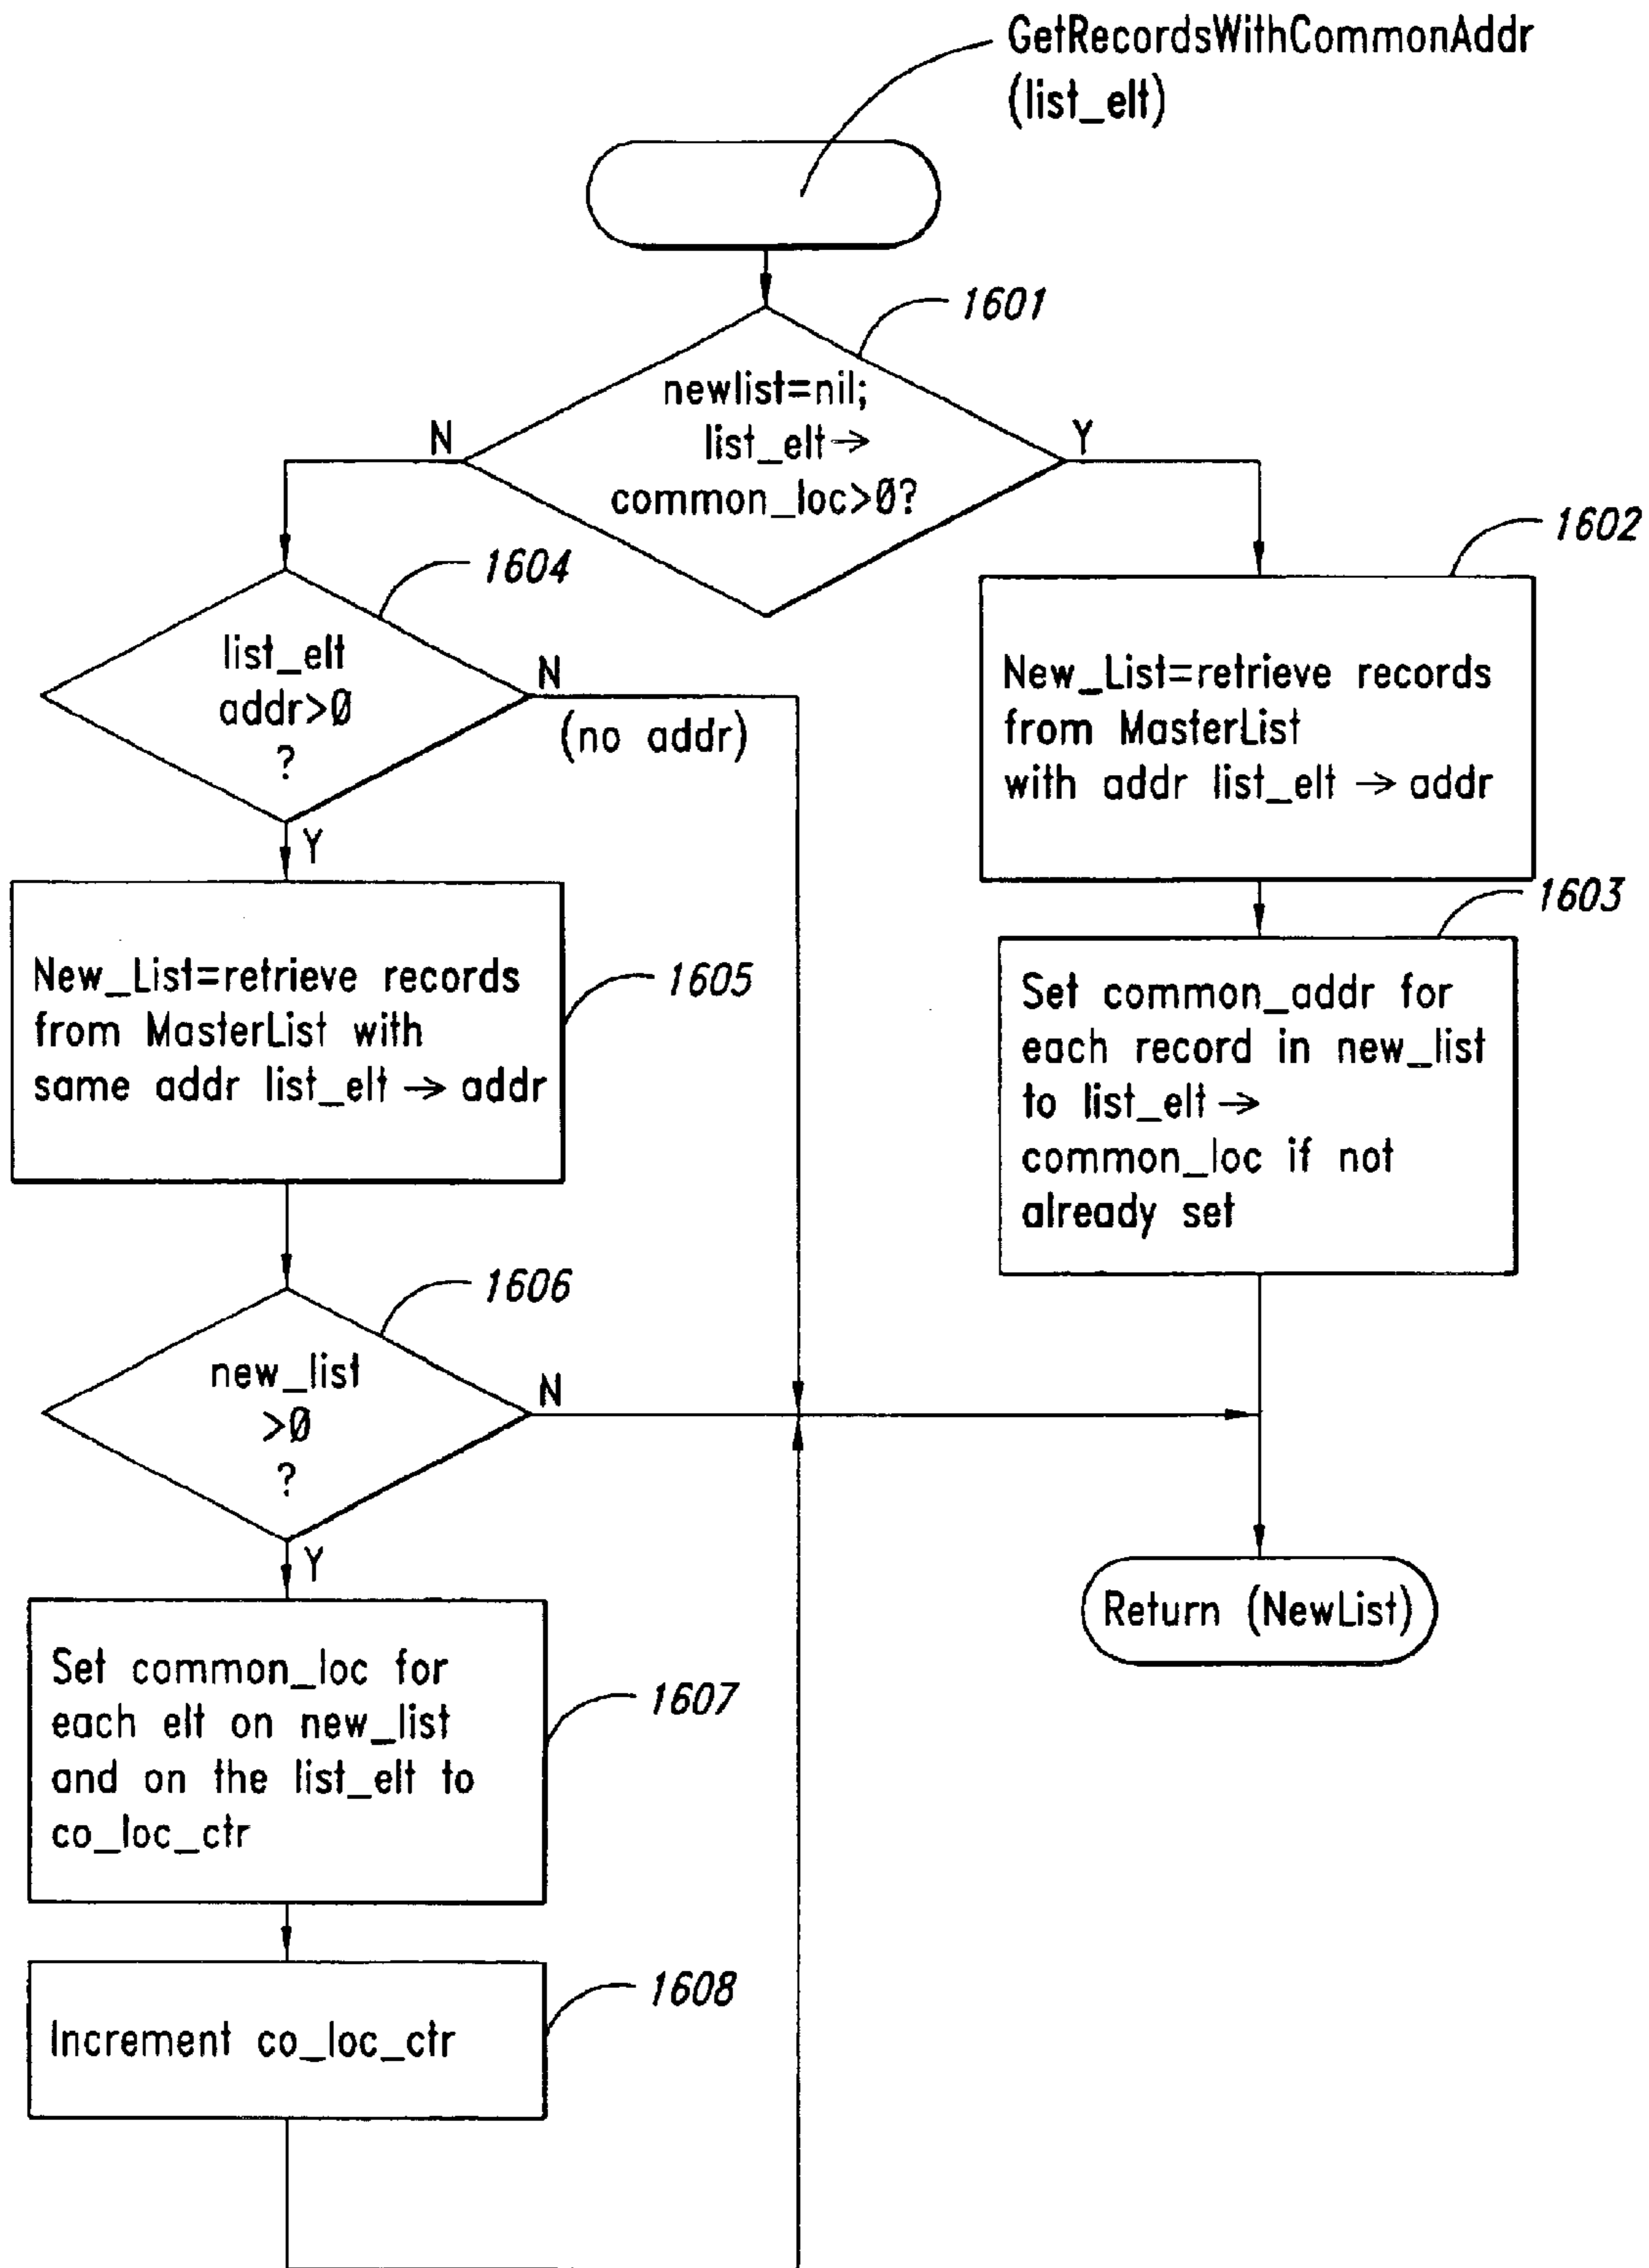 GetRecordsWithCommonAddr
(list_elt)
1601
newlist=nil;
list_elt→
common_loc>0?
N
Y
1602
New_List=retrieve records
from MasterList
with addr list_elt → addr
1603
Set common_addr for
each record in new_list
to list_elt →
common_loc if not
already set
1604
list_elt
addr>0
?
N
(no addr)
Y
New_List=retrieve records
from MasterList with
same addr list_elt → addr
1605
1606
new_list
>0
?
N
Y
Return (NewList)
Set common_loc for
each elt on new_list
and on the list_elt to
co_loc_ctr
1607
Increment co_loc_ctr
1608